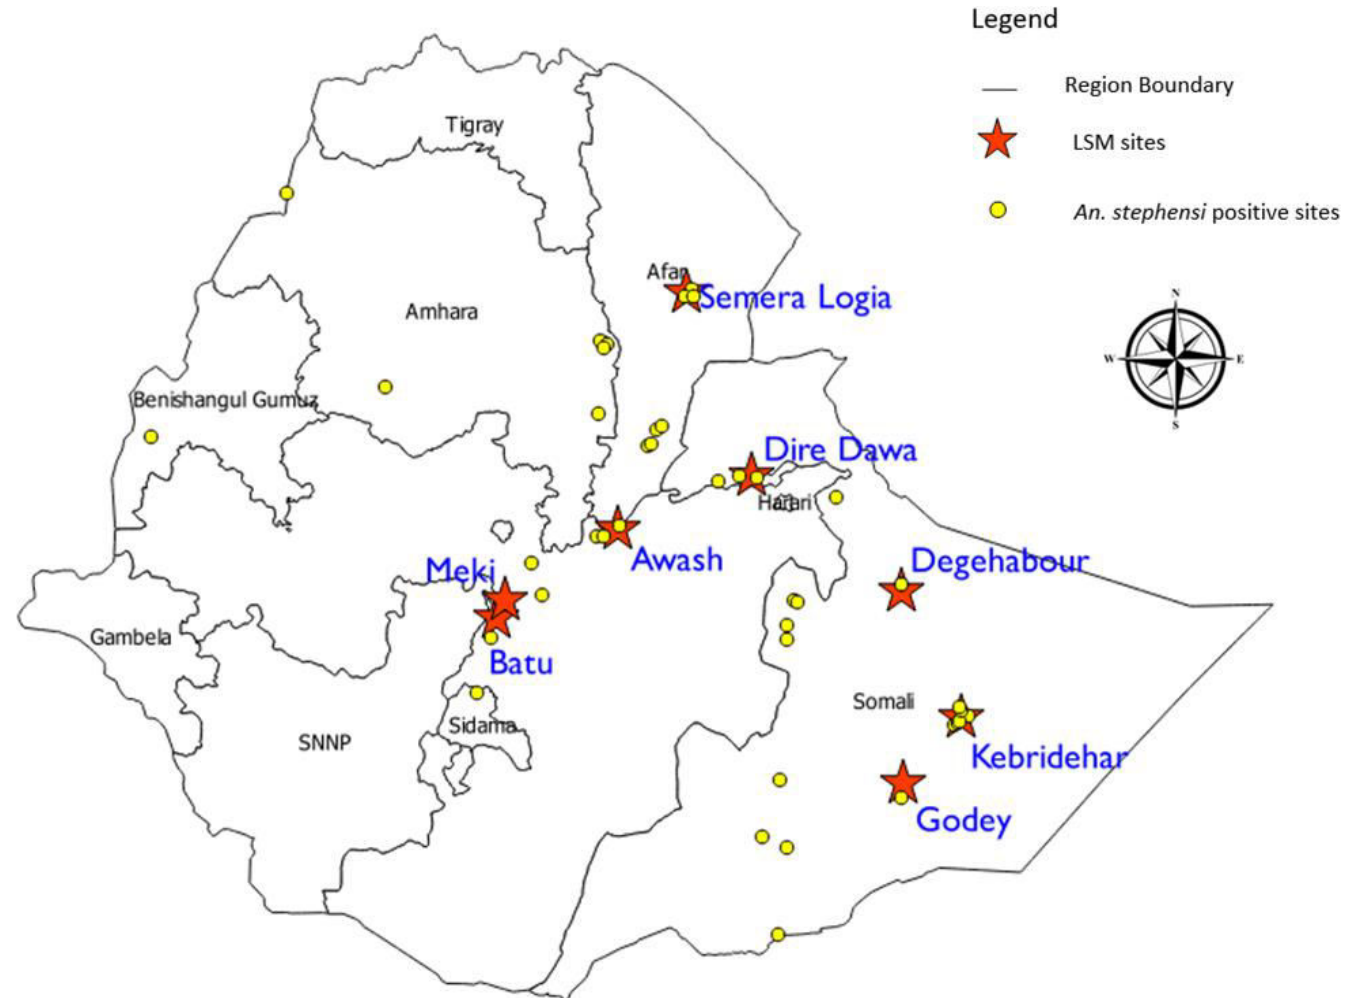 Legend
Region Boundary
LSM sites
An. stephensi positive sites
Tigray
Afar
Semera Logia
Amhara
N
W
E
S
Benishangul Gumuz
Dire Dawa
Harari
Awash
Meki
Degehabour
Gambela
Batu
Somali
Sidama
SNNP
Kebridehar
Godey